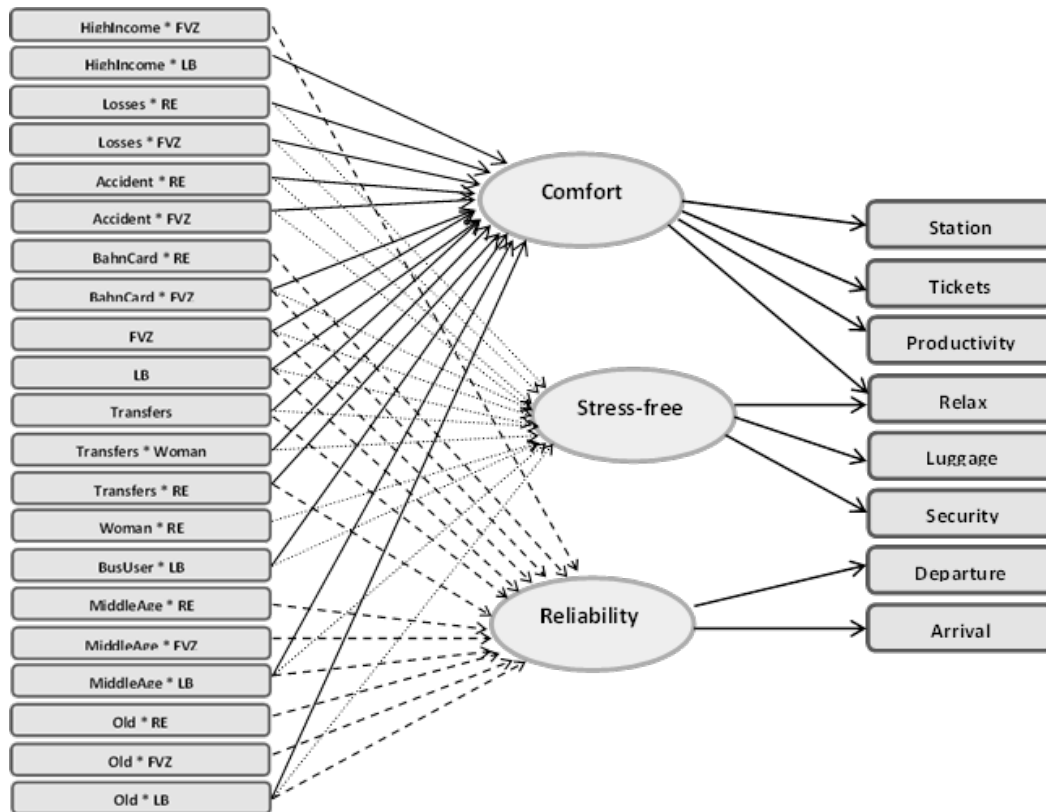 HighIncome * FVZ
HighIncome * LB
Losses * RE
Losses * FVZ
Accident * RE
Accident * FVZ
BahnCard * RE
BahnCard * FVZ
FVZ
LB
Transfers
Transfers * Woman
Transfers * RE
Woman * RE
BusUser * LB
MiddleAge * RE
MiddleAge * FVZ
MiddleAge * LB
Old * RE
Old * FVZ
Old * LB
Comfort
Stress-free
Reliability
Station
Tickets
Productivity
Relax
Luggage
Security
Departure
Arrival